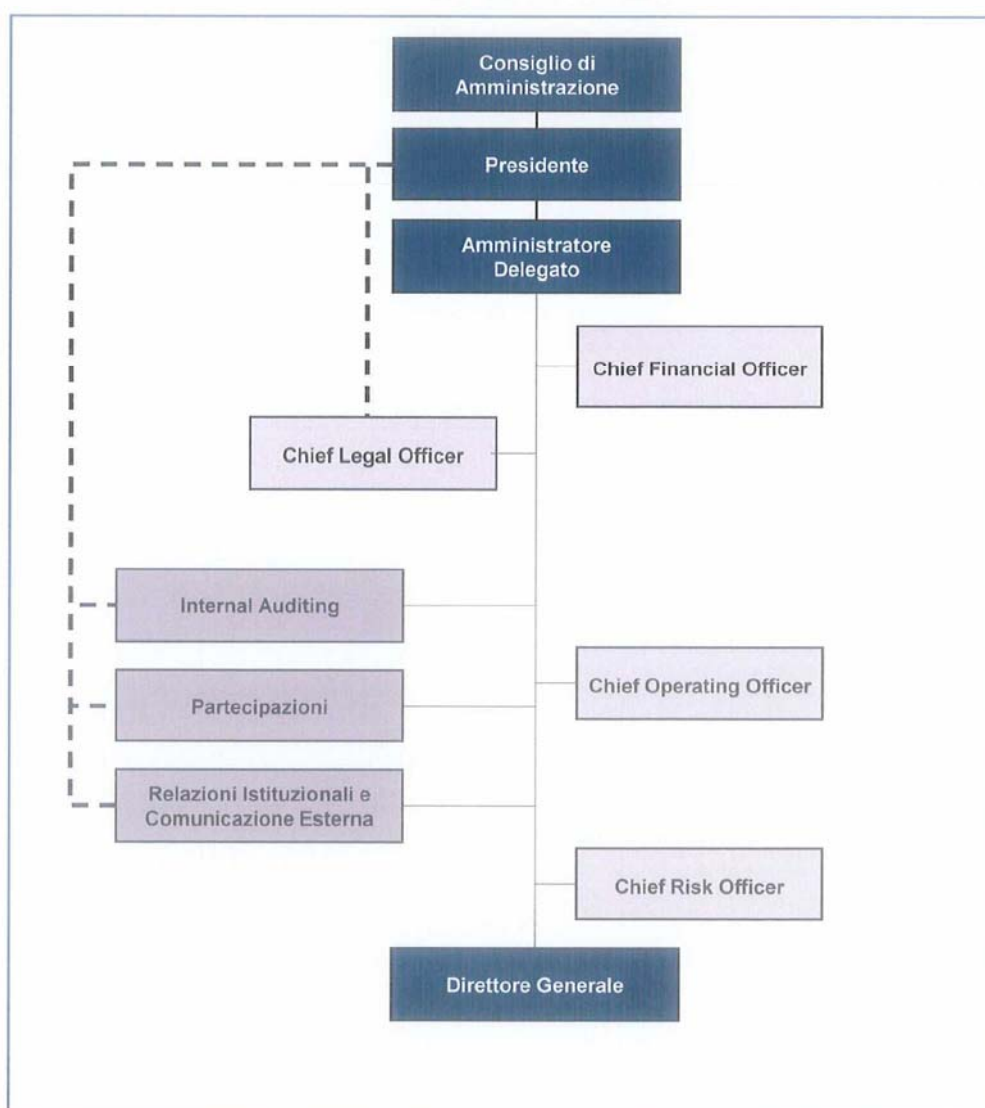 Consiglio di
Amministrazione
Presidente
Amministratore
Delegato
Chief Financial Officer
Chief Legal Officer
Internal Auditing
Chief Operating Officer
Partecipazioni
Relazioni Istituzionali e
Comunicazione Esterna
Chief Risk Officer
Direttore Generale